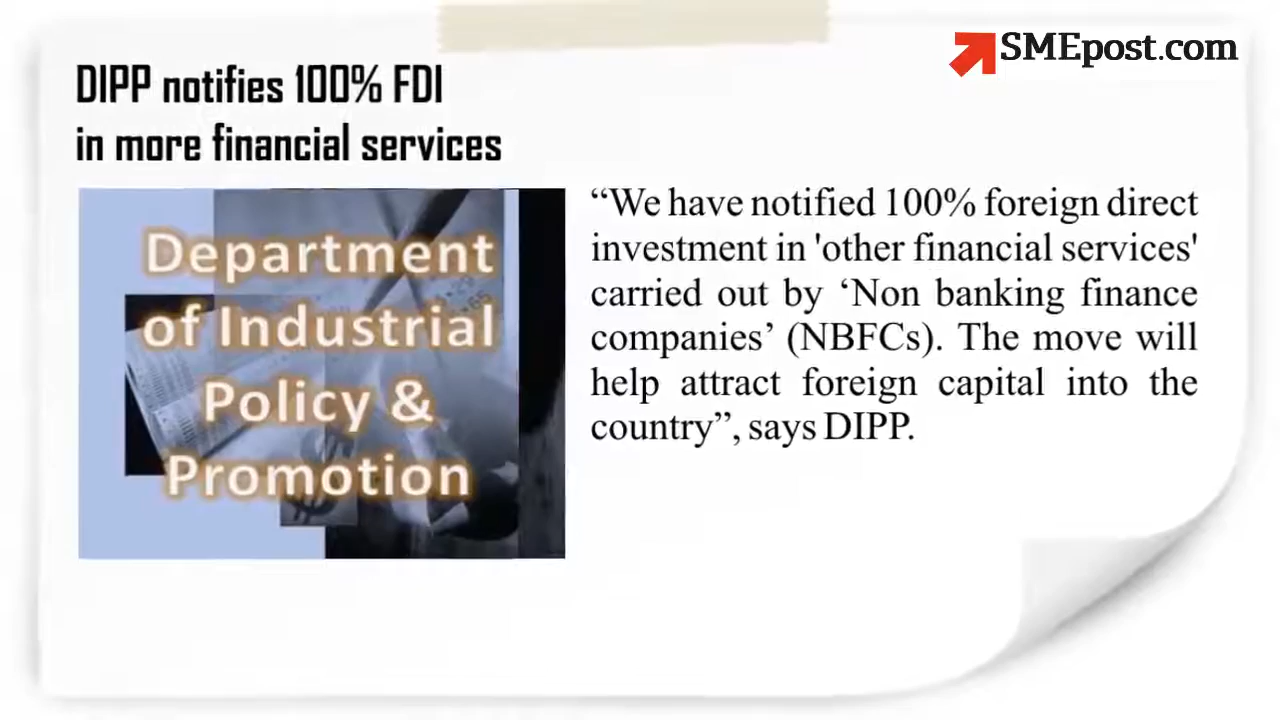 SMEpost.com
DIPP notifies 100% FDI
in more financial services
Department
of Industrial
Policy &
Promotion
“We have notified 100% foreign direct
investment in 'other financial services'
carried out by ‘Non banking finance
companies’ (NBFCs). The move will
help attract foreign capital into the
country”, says DIPP.